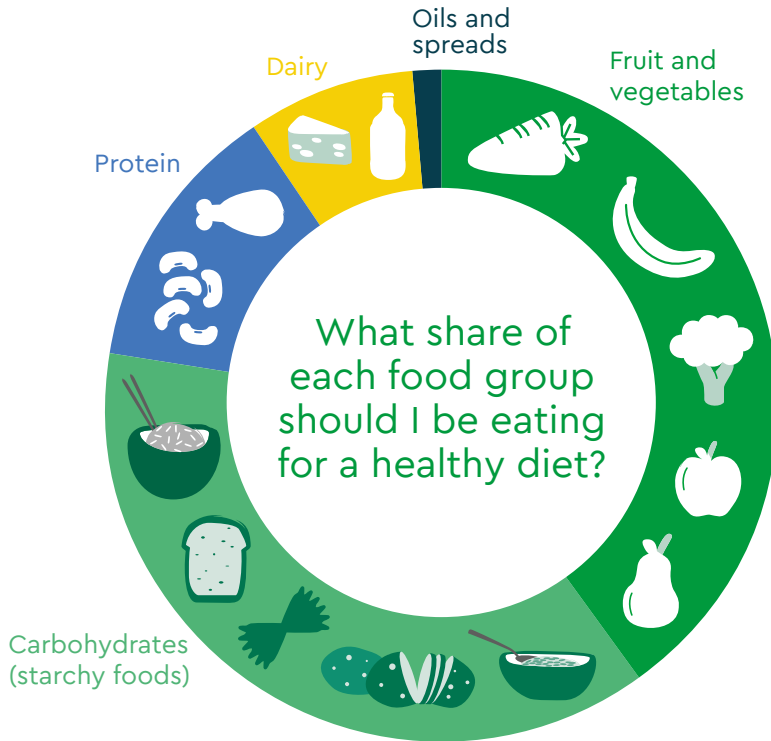 Oils and
spreads
Dairy
Fruit and
vegetables
Protein
What share of
each food group
should I be eating
for a healthy diet?
Carbohydrates
(starchy foods)